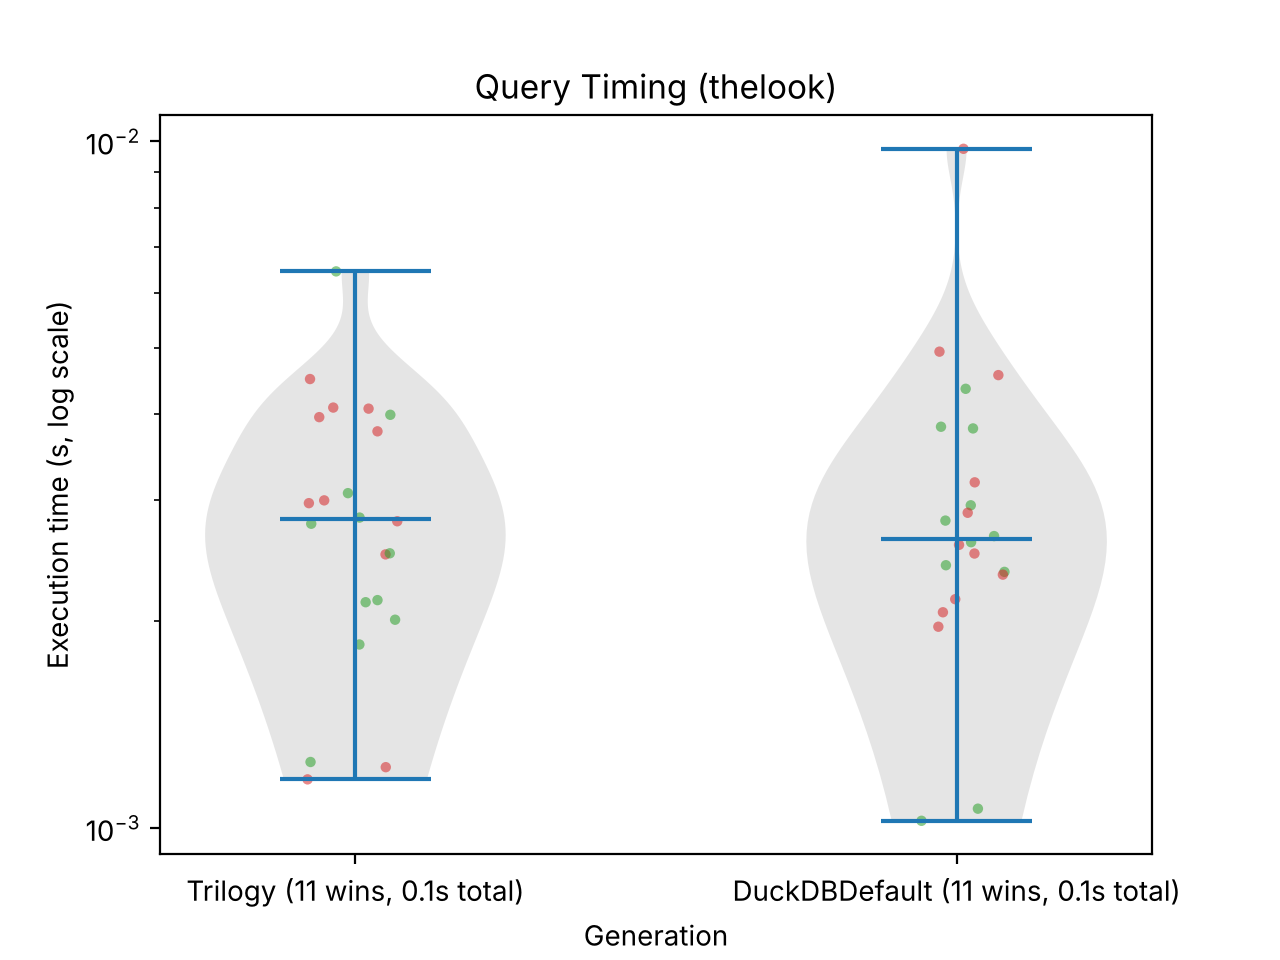 Query Timing (thelook)
10⁻²
10⁻³
Execution time (s, log scale)
Trilogy (11 wins, 0.1s total)
DuckDBDefault (11 wins, 0.1s total)
Generation